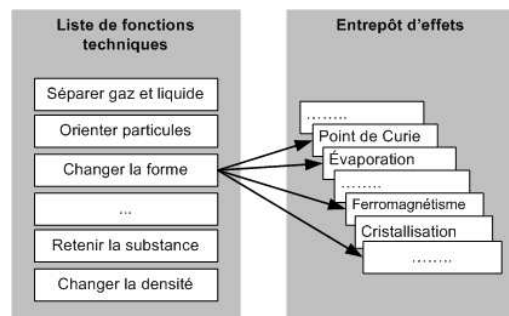 Liste de fonctions
techniques
Séparer gaz et liquide
Orienter particules
Changer la forme
...
Retenir la substance
Changer la densité
Entrepôt d'effets
........
Point de Curie
Évaporation
........
Ferromagnétisme
Cristallisation
........